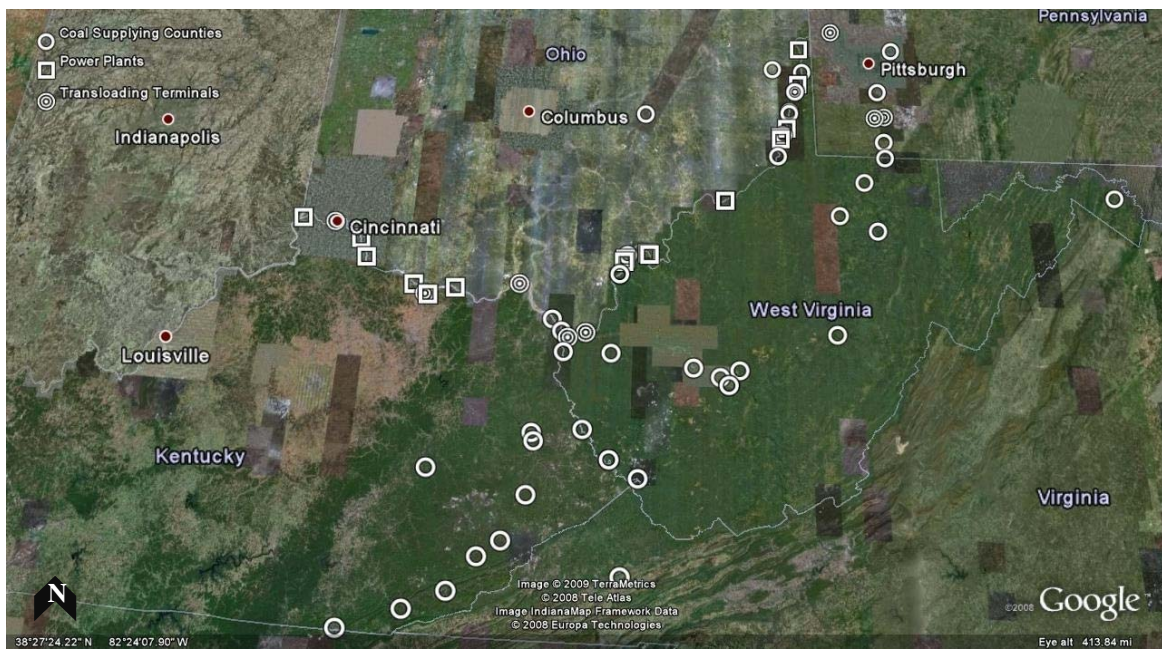 Coal Supplying Counties
Power Plants
Transloading Terminals
Ohio
Pennsylvania
Pittsburgh
Columbus
Indianapolis
Cincinnati
West Virginia
Louisville
Kentucky
Virginia
N
Image © 2009 TerraMetrics
© 2008 Tele Atlas
Image IndianaMap Framework Data
© 2008 Europa Technologies
©2008 Google
38°27'24.22" N 82°24'07.90" W
Eye alt 413.84 mi